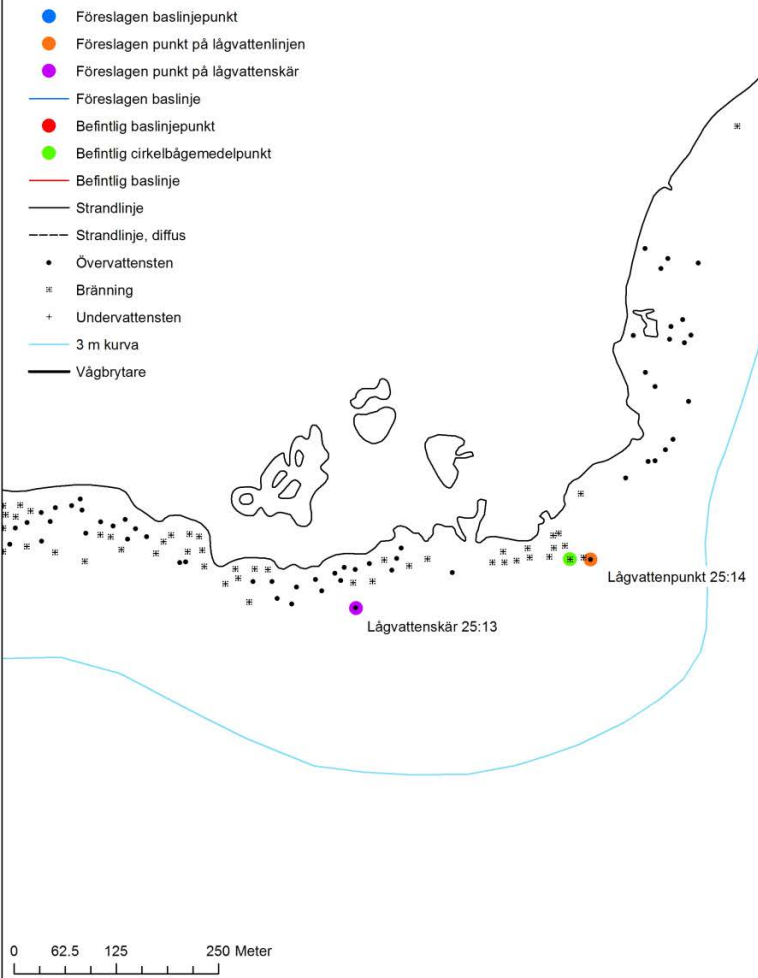 Föreslagen baslinjepunkt
Föreslagen punkt på lågvattenlinjen
Föreslagen punkt på lågvattenskär
Föreslagen baslinje
Befintlig baslinjepunkt
Befintlig cirkelbågemedelpunkt
Befintlig baslinje
Strandlinje
Strandlinje, diffus
Övervattensten
Bränning
Undervattensten
3 m kurva
Vågbrytare
Lågvattenpunkt 25:14
Lågvattenskär 25:13
0 62.5 125 250 Meter